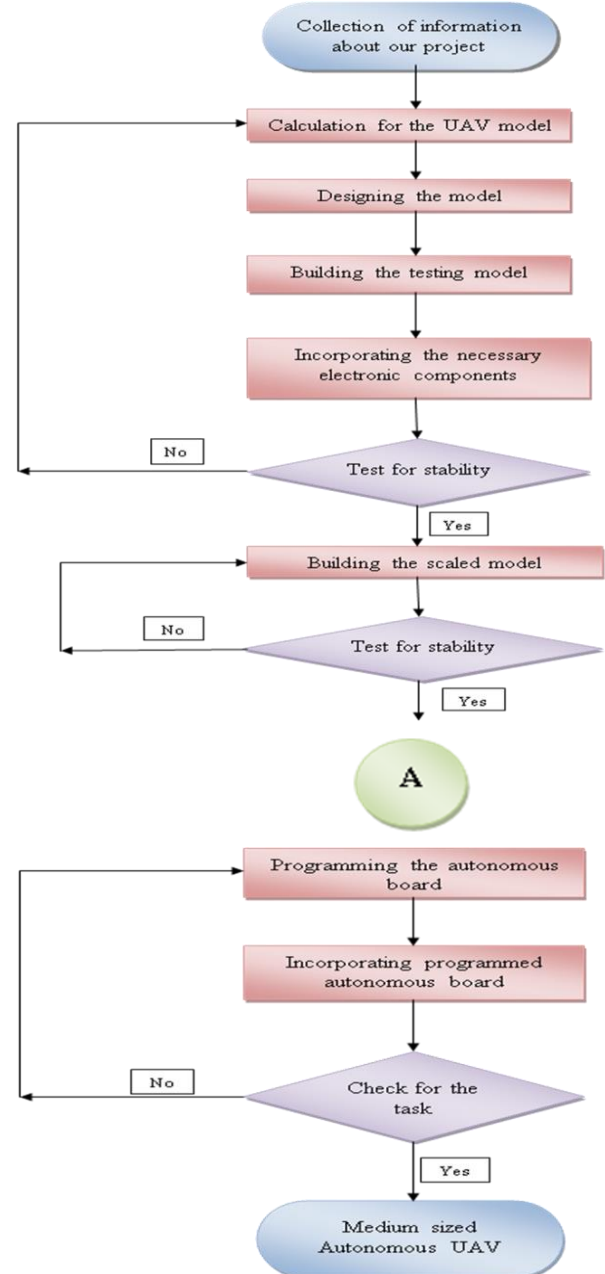 Collection of information
about our project
Calculation for the UAV model
Designing the model
Building the testing model
Incorporating the necessary
electronic components
No
Test for stability
Yes
Building the scaled model
No
Test for stability
Yes
A
Programming the autonomous
board
Incorporating programmed
autonomous board
No
Check for the
task
Yes
Medium sized
Autonomous UAV